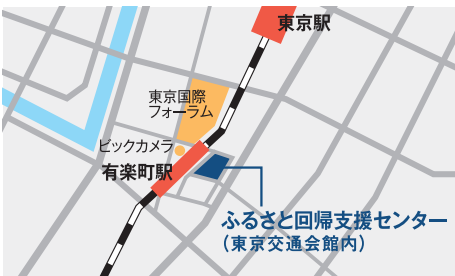 東京駅
東京国際
フォーラム
ビックカメラ
有楽町駅
ふるさと回帰支援センター
（東京交通会館内）